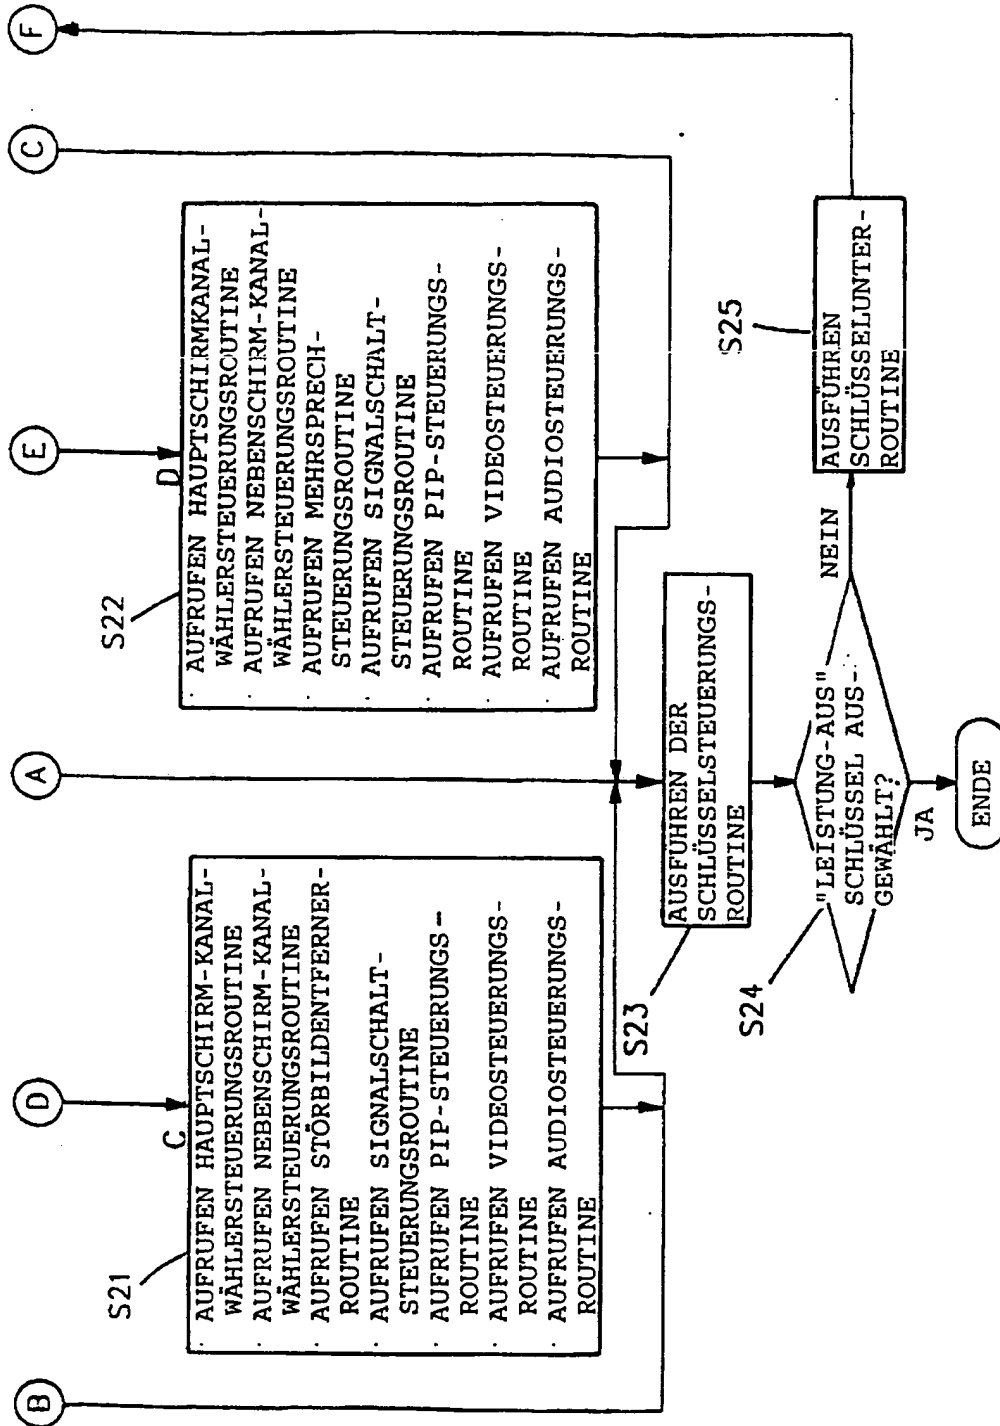 B
D
A
E
C
F
S21
C
AUFRUFEN HAUPTSCHIRM-KANAL-
WÄHLERSTEUERUNGSROUTINE
AUFRUFEN NEBENSCHIRM-KANAL-
WÄHLERSTEUERUNGSROUTINE
AUFRUFEN STÖRBILDENTFERNER-
ROUTINE
AUFRUFEN SIGNALSCHALT-
STEUERUNGSROUTINE
AUFRUFEN PIP-STEUERUNGS-
ROUTINE
AUFRUFEN VIDEOSTEUERUNGS-
ROUTINE
AUFRUFEN AUDIOSTEUERUNGS-
ROUTINE
S22
D
AUFRUFEN HAUPTSCHIRMKANAL-
WÄHLERSTEUERUNGSROUTINE
AUFRUFEN NEBENSCHIRM-KANAL-
WÄHLERSTEUERUNGSROUTINE
AUFRUFEN MEHRSPRECH-
STEUERUNGSROUTINE
AUFRUFEN SIGNALSCHALT-
STEUERUNGSROUTINE
AUFRUFEN PIP-STEUERUNGS-
ROUTINE
AUFRUFEN VIDEOSTEUERUNGS-
ROUTINE
AUFRUFEN AUDIOSTEUERUNGS-
ROUTINE
S23
AUSFÜHREN DER
SCHLÜSSELSTEUERUNGS-
ROUTINE
S24
"LEISTUNG-AUS"
SCHLÜSSEL AUS-
GEWÄHLT?
NEIN
JA
S25
AUSFÜHREN
SCHLÜSSELUNTER-
ROUTINE
ENDE